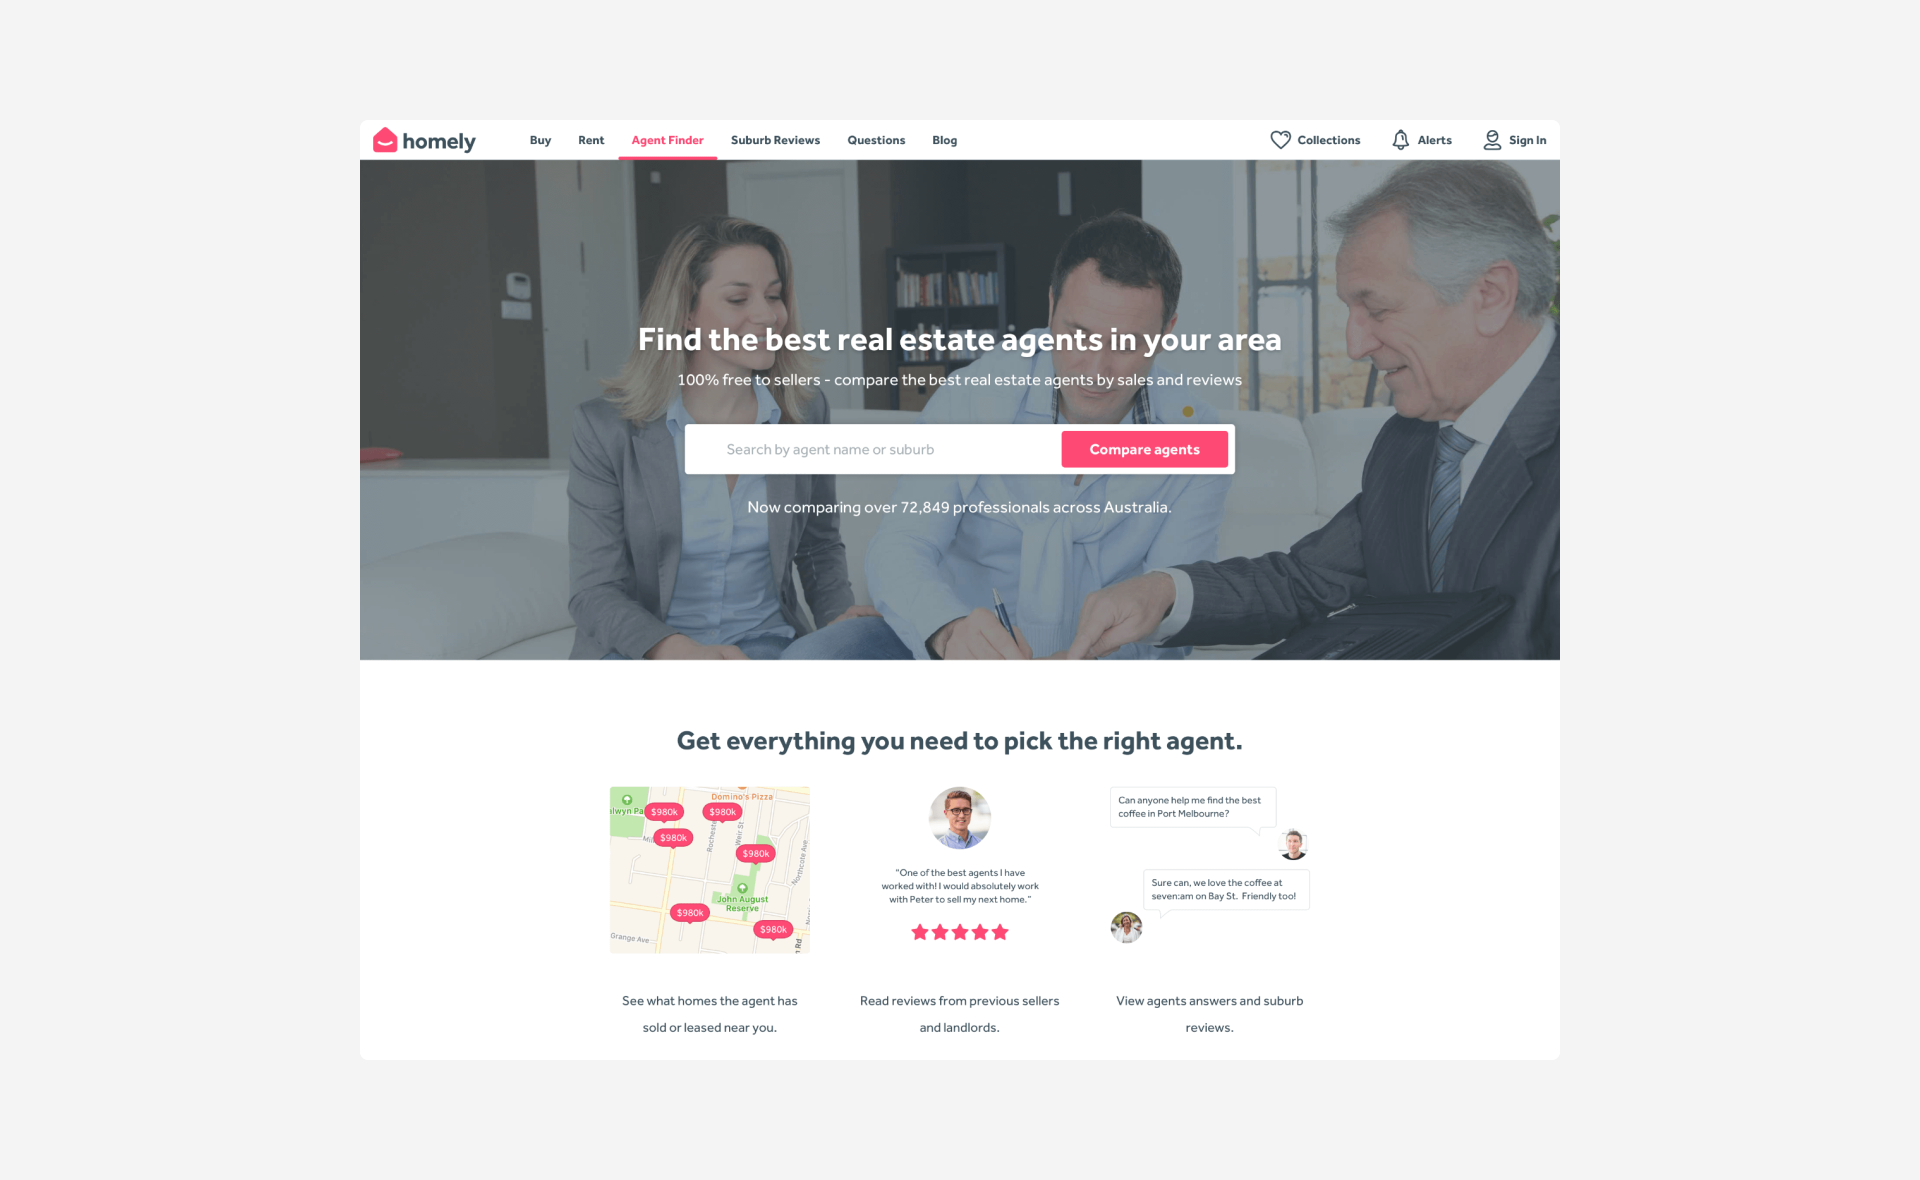 homely
Buy
Rent
Agent Finder
Suburb Reviews
Questions
Blog
Collections
Alerts
Sign In
Find the best real estate agents in your area
100% free to sellers - compare the best real estate agents by sales and reviews
Search by agent name or suburb
Compare agents
Now comparing over 72,849 professionals across Australia.
Get everything you need to pick the right agent.
Domino's Pizza
$980k
$980k
$980k
$980k
Weir St
Northcote Ave
John August
Reserve
$980k
$980k
Grange Ave
Rd
"One of the best agents I have
worked with! I would absolutely work
with Peter to sell my next home."
Can anyone help me find the best
coffee in Port Melbourne?
Sure can, we love the coffee at
seven:am on Bay St. Friendly too!
See what homes the agent has
sold or leased near you.
Read reviews from previous sellers
and landlords.
View agents answers and suburb
reviews.